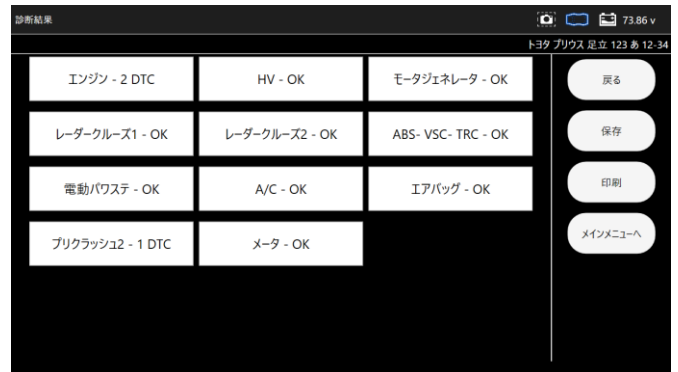 診断結果
73.86 v
トヨタ プリウス 足立 123 あ 12-34
エンジン - 2 DTC
HV - OK
モータジェネレータ - OK
戻る
レーダークルーズ1 - OK
レーダークルーズ2 - OK
ABS- VSC- TRC - OK
保存
電動パワステ - OK
A/C - OK
エアバッグ - OK
印刷
プリクラッシュ2 - 1 DTC
メータ - OK
メインメニューへ